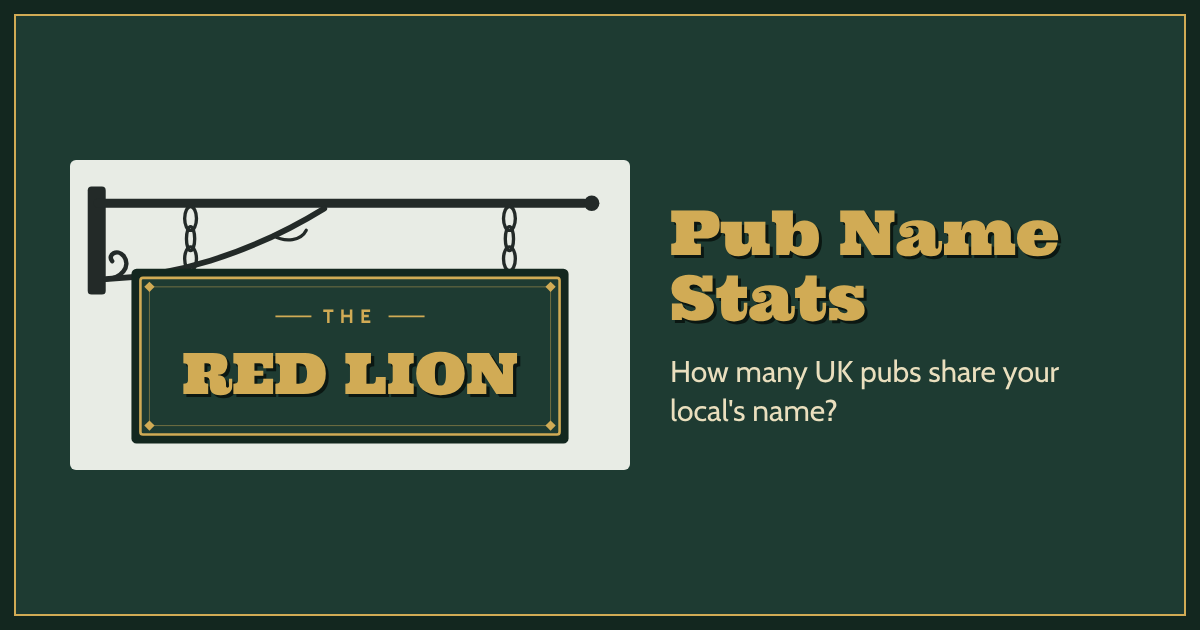 THE
RED LION
Pub Name
Stats
How many UK pubs share your
local's name?